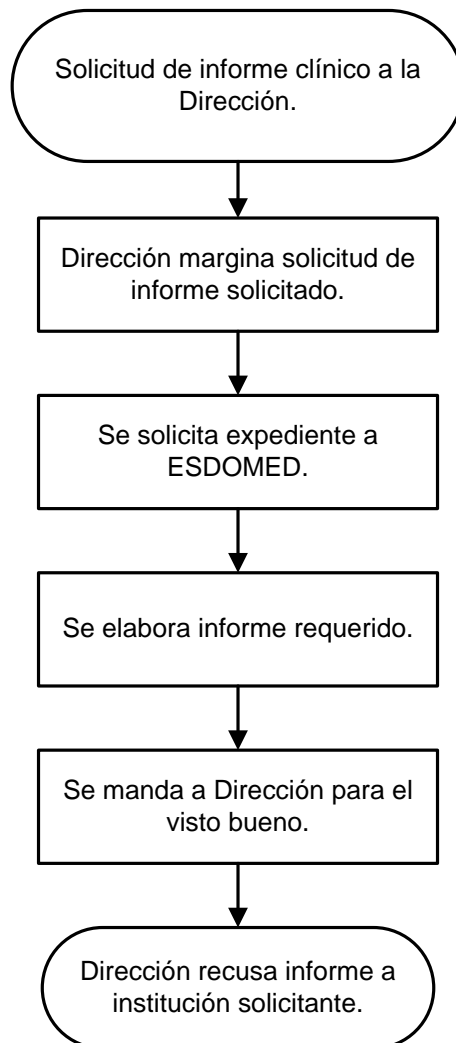 Solicitud de informe clínico a la
Dirección.
Dirección margina solicitud de
informe solicitado.
Se solicita expediente a
ESDOMED.
Se elabora informe requerido.
Se manda a Dirección para el
visto bueno.
Dirección recusa informe a
institución solicitante.